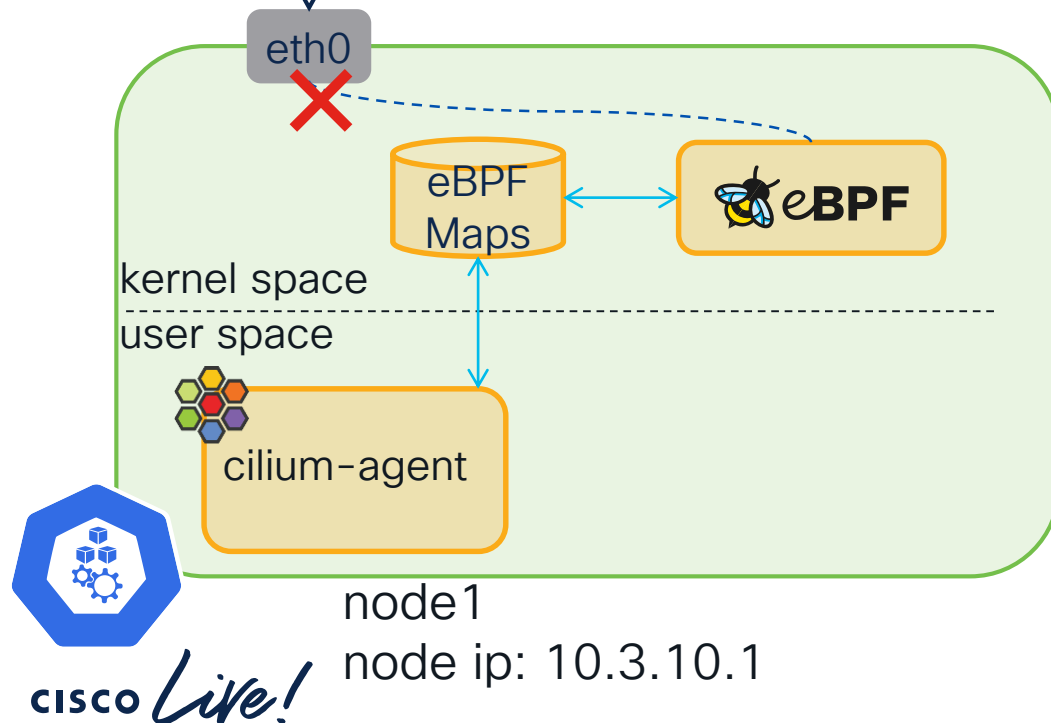 eth0
eBPF
Maps
eBPF
kernel space
user space
cilium-agent
node1
node ip: 10.3.10.1
CISCO Live!